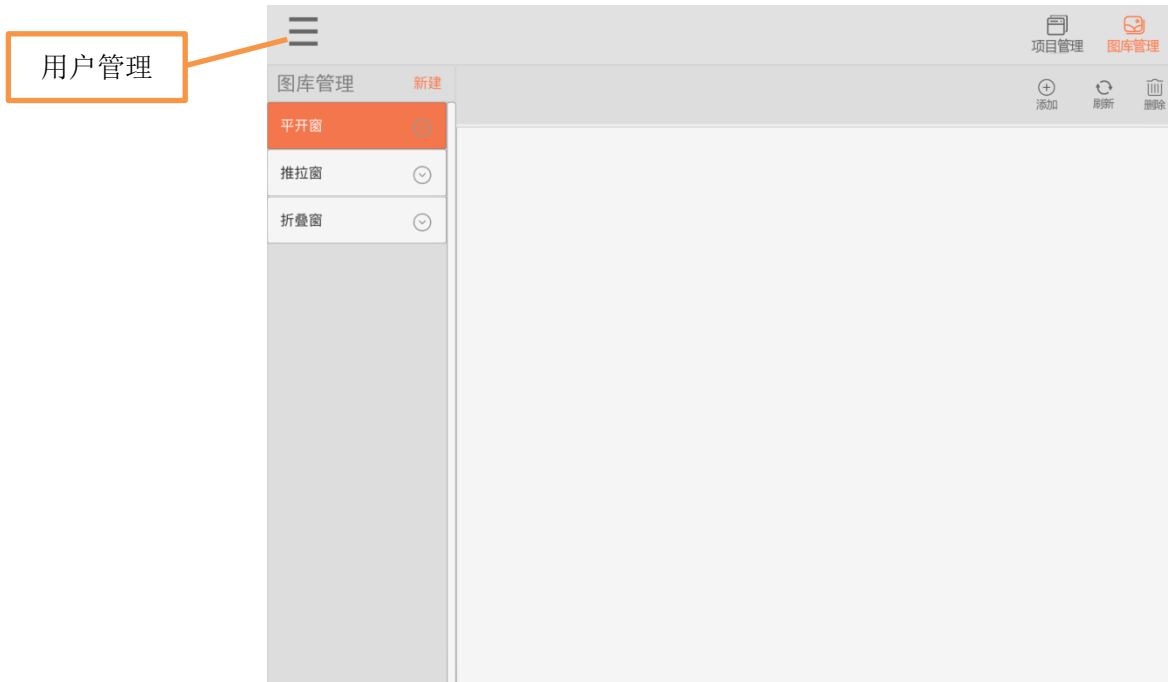 用户管理
项目管理 图库管理
图库管理 新建
添加 刷新 删除
平开窗
推拉窗
折叠窗